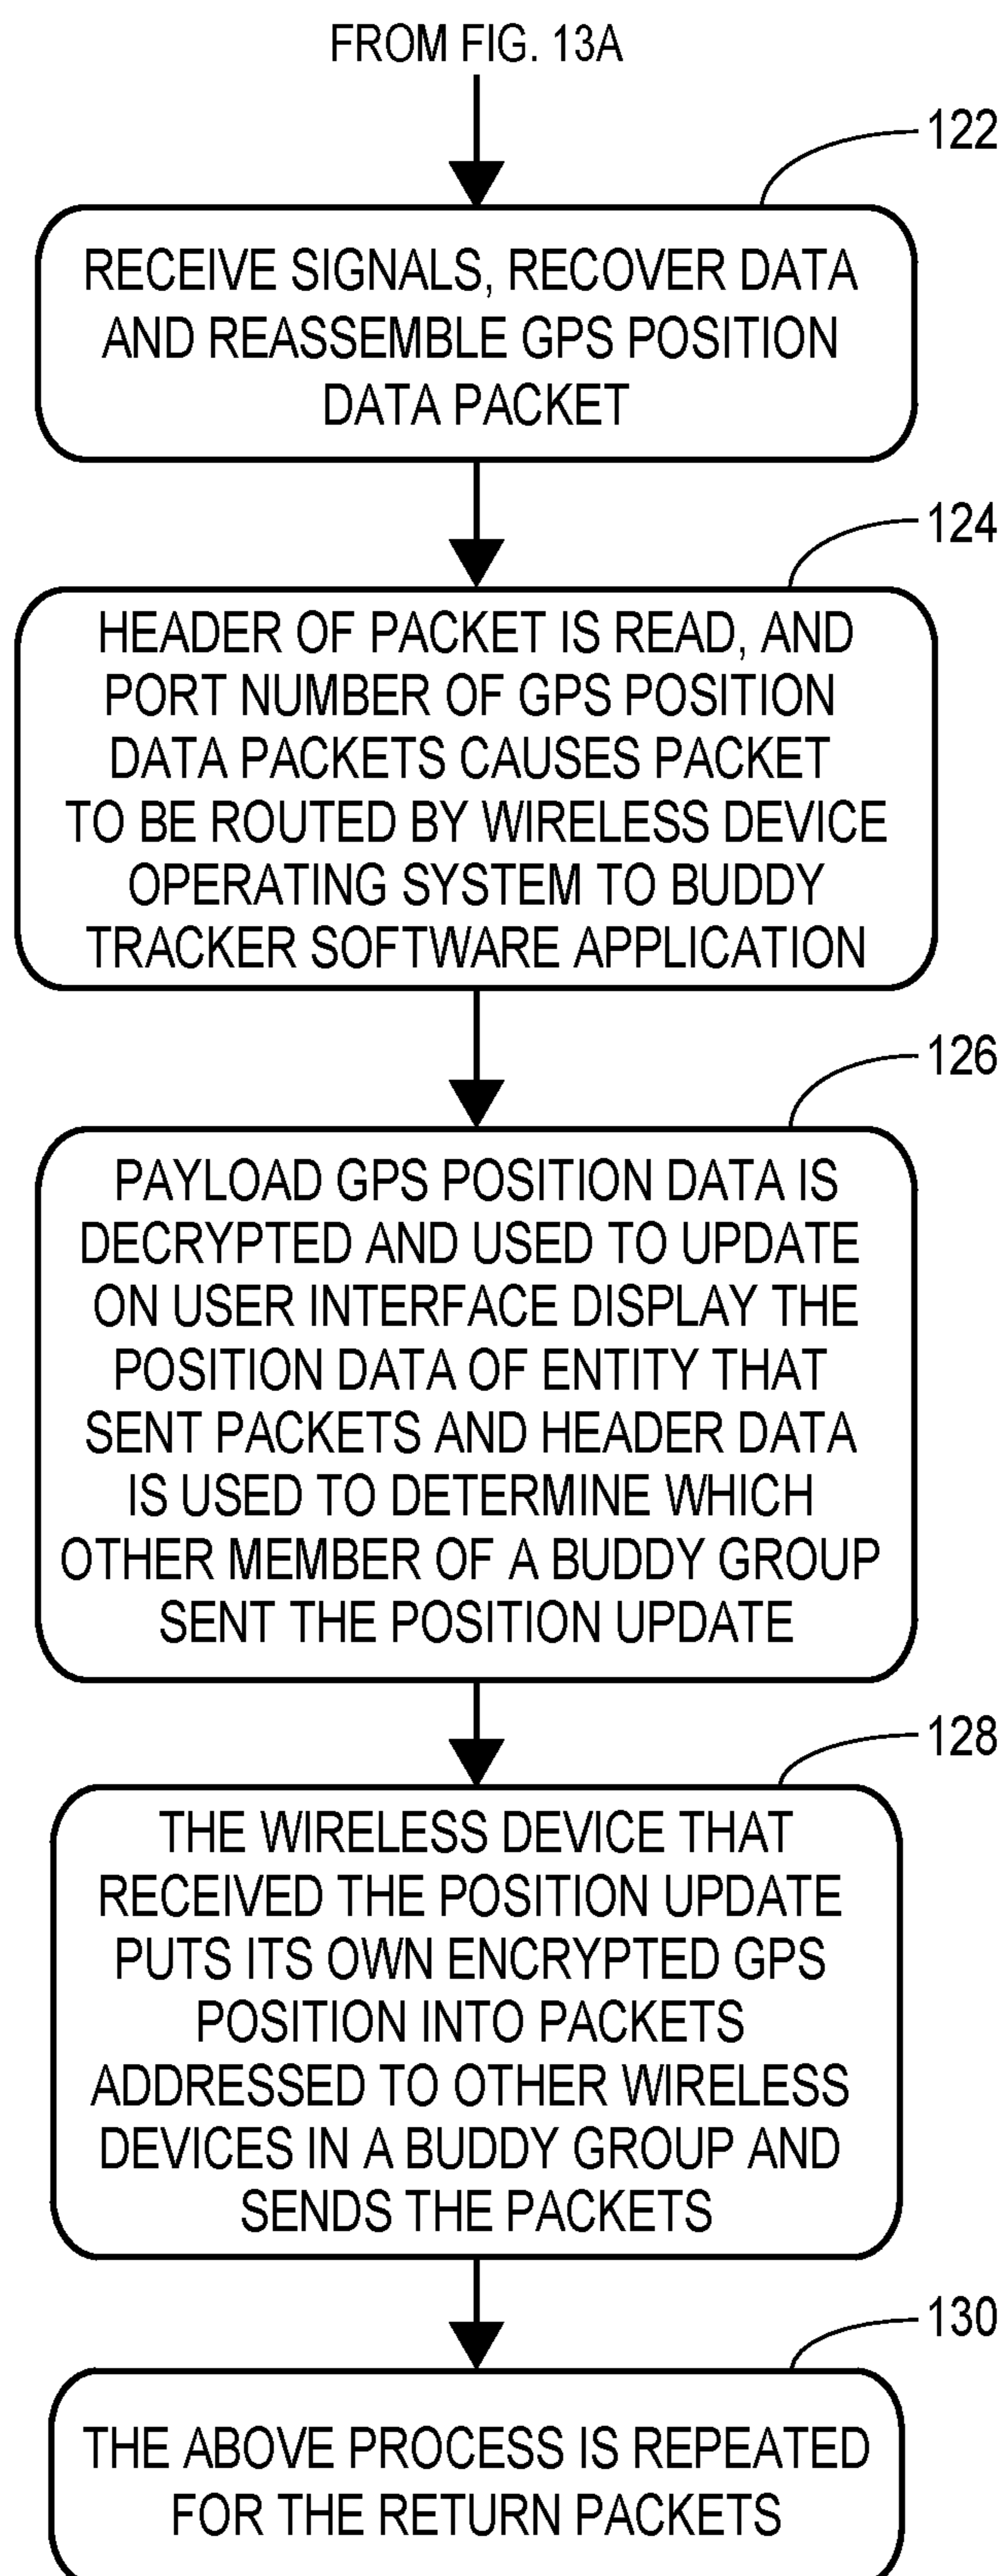 FROM FIG. 13A
122
RECEIVE SIGNALS, RECOVER DATA
AND REASSEMBLE GPS POSITION
DATA PACKET
124
HEADER OF PACKET IS READ, AND
PORT NUMBER OF GPS POSITION
DATA PACKETS CAUSES PACKET
TO BE ROUTED BY WIRELESS DEVICE
OPERATING SYSTEM TO BUDDY
TRACKER SOFTWARE APPLICATION
126
PAYLOAD GPS POSITION DATA IS
DECRYPTED AND USED TO UPDATE
ON USER INTERFACE DISPLAY THE
POSITION DATA OF ENTITY THAT
SENT PACKETS AND HEADER DATA
IS USED TO DETERMINE WHICH
OTHER MEMBER OF A BUDDY GROUP
SENT THE POSITION UPDATE
128
THE WIRELESS DEVICE THAT
RECEIVED THE POSITION UPDATE
PUTS ITS OWN ENCRYPTED GPS
POSITION INTO PACKETS
ADDRESSED TO OTHER WIRELESS
DEVICES IN A BUDDY GROUP AND
SENDS THE PACKETS
130
THE ABOVE PROCESS IS REPEATED
FOR THE RETURN PACKETS